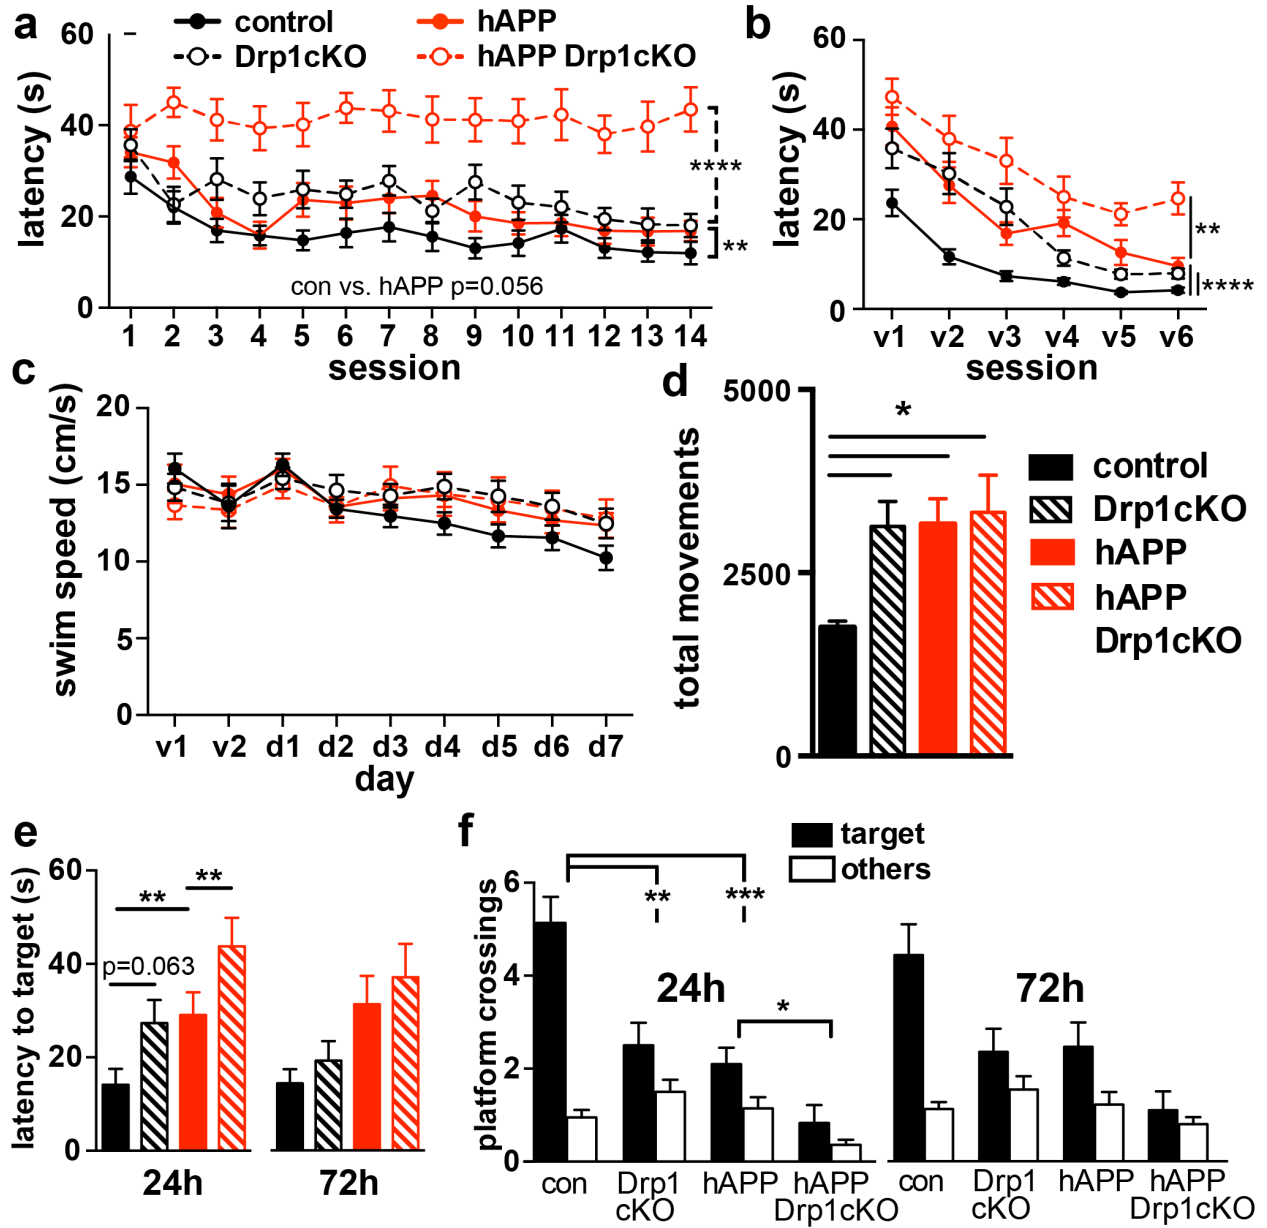 a
control
hAPP
Drp1cKO
hAPP Drp1cKO
latency (s)
60
40
20
0
****
**
con vs. hAPP p=0.056
1 2 3 4 5 6 7 8 9 10 11 12 13 14
session
b
latency (s)
60
40
20
0
**
****
v1 v2 v3 v4 v5 v6
session
c
swim speed (cm/s)
20
15
10
5
0
v1 v2 d1 d2 d3 d4 d5 d6 d7
day
d
total movements
5000
2500
0
*
control
Drp1cKO
hAPP
hAPP
Drp1cKO
e
latency to target (s)
60
40
20
0
**
**
p=0.063
24h
72h
f
target
others
platform crossings
6
4
2
0
**
***
24h
*
72h
con
Drp1
cKO
hAPP
hAPP
Drp1cKO
con
Drp1
cKO
hAPP
hAPP
Drp1cKO